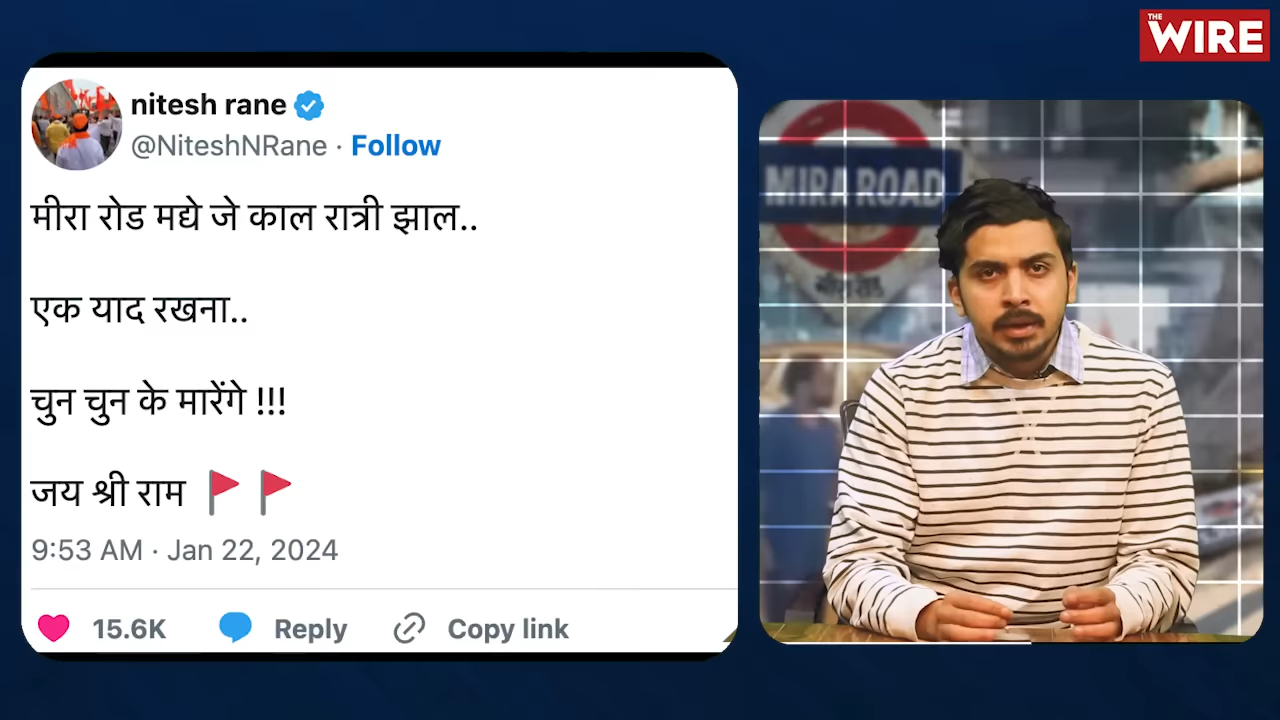 THE
WIRE
nitesh rane
@NiteshNRane · Follow
मीरा रोड मद्ये जे काल रात्री झाल..
एक याद रखना..
चुन चुन के मारेंगे !!!
जय श्री राम 🚩 🚩
9:53 AM · Jan 22, 2024
15.6K Reply Copy link
MIRA ROAD
मीरा रोड